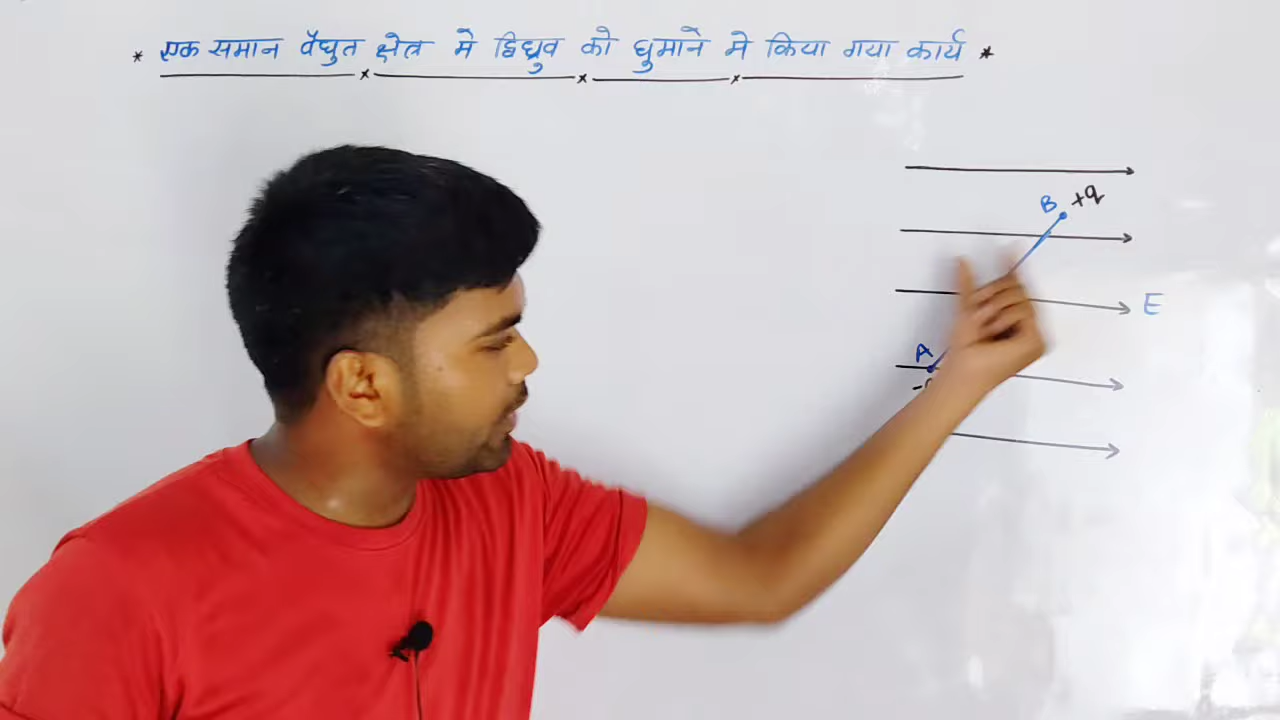 * एक समान वैघुत क्षेत्र मे द्विध्रुव को घुमाने मे किया गया कार्य *
B +q
E
A